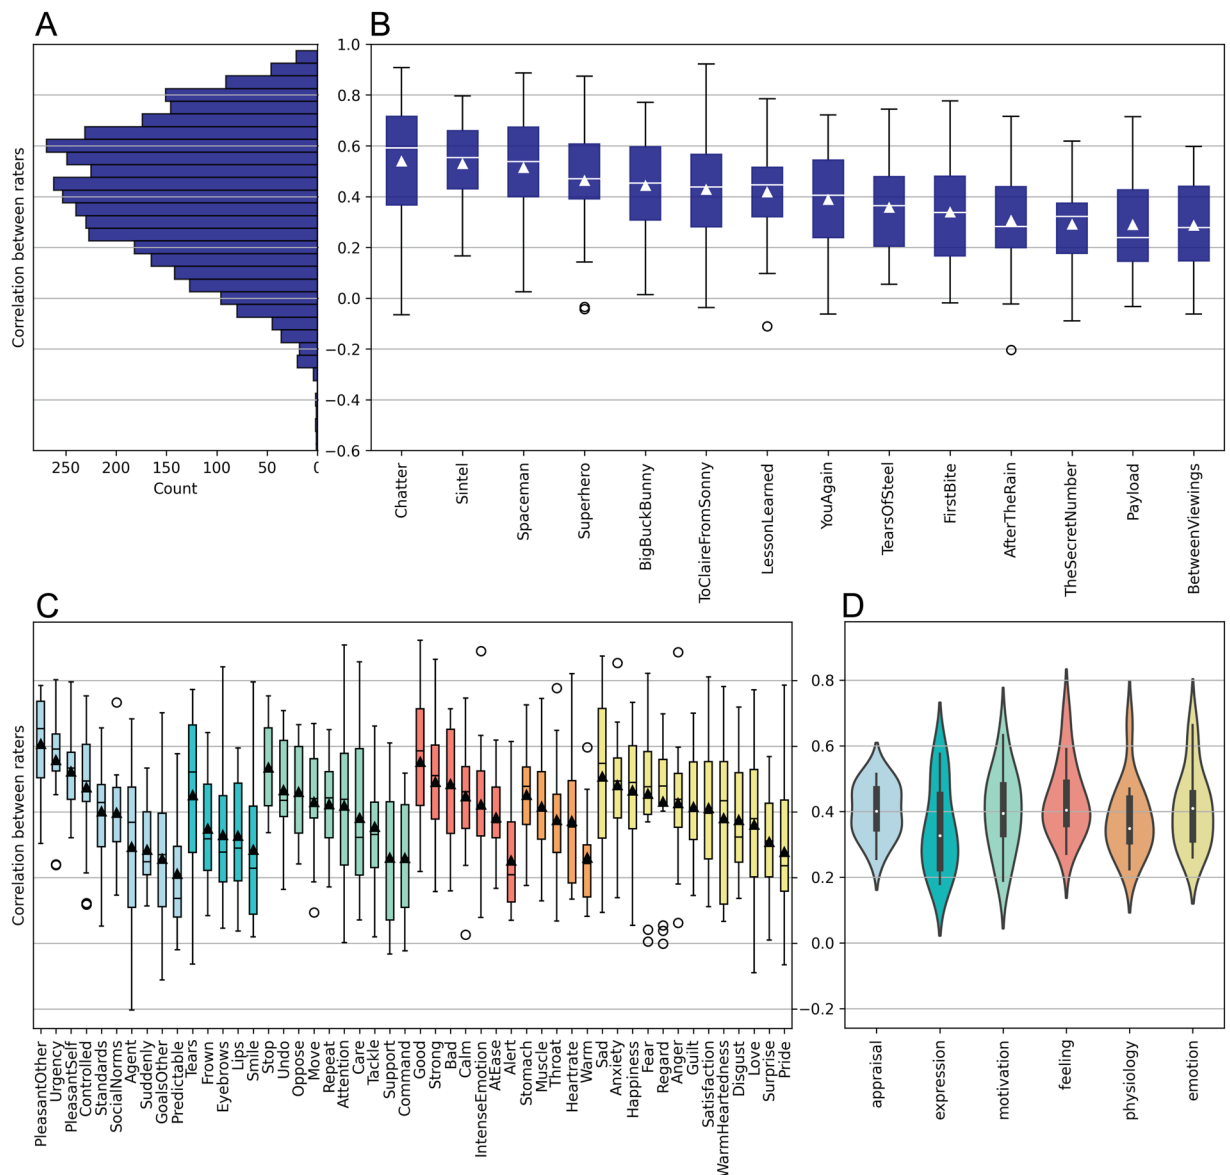 A
B
Correlation between raters
1.0
0.8
0.6
0.4
0.2
0.0
−0.2
−0.4
−0.6
250
200
150
100
50
0
Count
Chatter
Sintel
Spaceman
Superhero
BigBuckBunny
ToClaireFromSonny
LessonLearned
YouAgain
TearsOfSteel
FirstBite
AfterTheRain
TheSecretNumber
Payload
BetweenViewings
C
D
Correlation between raters
0.8
0.6
0.4
0.2
0.0
−0.2
PleasantOther
Urgency
PleasantSelf
Controlled
Standards
SocialNorms
Agent
Suddenly
GoalsOther
Predictable
Tears
Frown
Eyebrows
Lips
Smile
Stop
Undo
Oppose
Move
Repeat
Attention
Care
Tackle
Support
Command
Good
Strong
Bad
Calm
IntenseEmotion
AtEase
Alert
Stomach
Muscle
Throat
Heartrate
Warm
Sad
Anxiety
Happiness
Fear
Regard
Anger
Guilt
Satisfaction
WarmHeartedness
Disgust
Love
Surprise
Pride
appraisal
expression
motivation
feeling
physiology
emotion